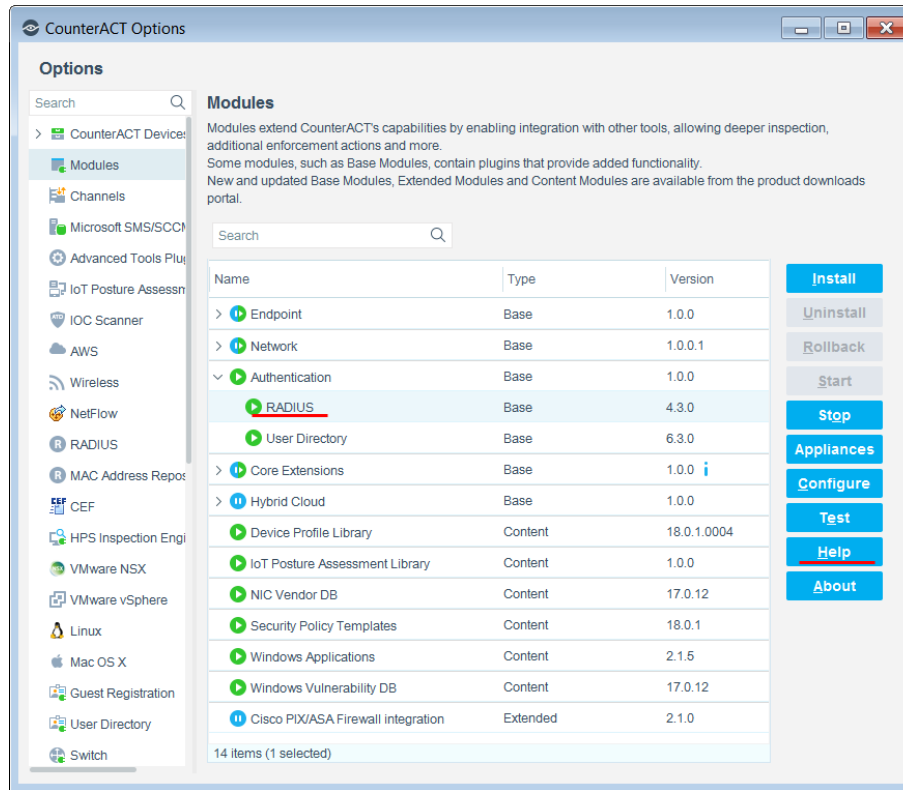 CounterACT Options
Options
Search
CounterACT Devices
Modules
Channels
Microsoft SMS/SCCM
Advanced Tools Plug
IoT Posture Assessm
IOC Scanner
AWS
Wireless
NetFlow
R RADIUS
R MAC Address Repos
CEF CEF
HPS Inspection Engi
VMware NSX
VMware vSphere
Linux
Mac OS X
Guest Registration
User Directory
Switch
Modules
Modules extend CounterACT's capabilities by enabling integration with other tools, allowing deeper inspection,
additional enforcement actions and more.
Some modules, such as Base Modules, contain plugins that provide added functionality.
New and updated Base Modules, Extended Modules and Content Modules are available from the product downloads
portal.
Search
Name Type Version
Endpoint Base 1.0.0
Network Base 1.0.0.1
Authentication Base 1.0.0
RADIUS Base 4.3.0
User Directory Base 6.3.0
Core Extensions Base 1.0.0 i
Hybrid Cloud Base 1.0.0
Device Profile Library Content 18.0.1.0004
IoT Posture Assessment Library Content 1.0.0
NIC Vendor DB Content 17.0.12
Security Policy Templates Content 18.0.1
Windows Applications Content 2.1.5
Windows Vulnerability DB Content 17.0.12
Cisco PIX/ASA Firewall integration Extended 2.1.0
14 items (1 selected)
Install
Uninstall
Rollback
Start
Stop
Appliances
Configure
Test
Help
About